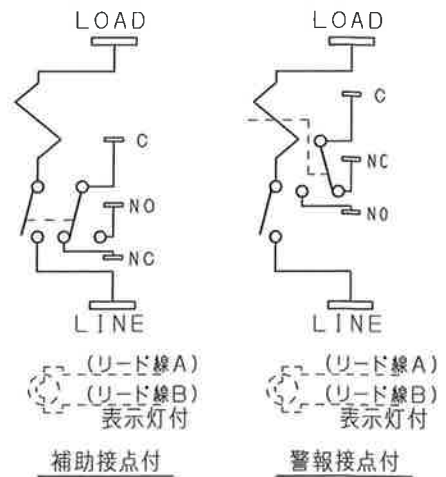 LOAD
C
NO
NC
LINE
(リード線A)
(リード線B)
表示灯付
補助接点付
LOAD
C
NC
NO
LINE
(リード線A)
(リード線B)
表示灯付
警報接点付